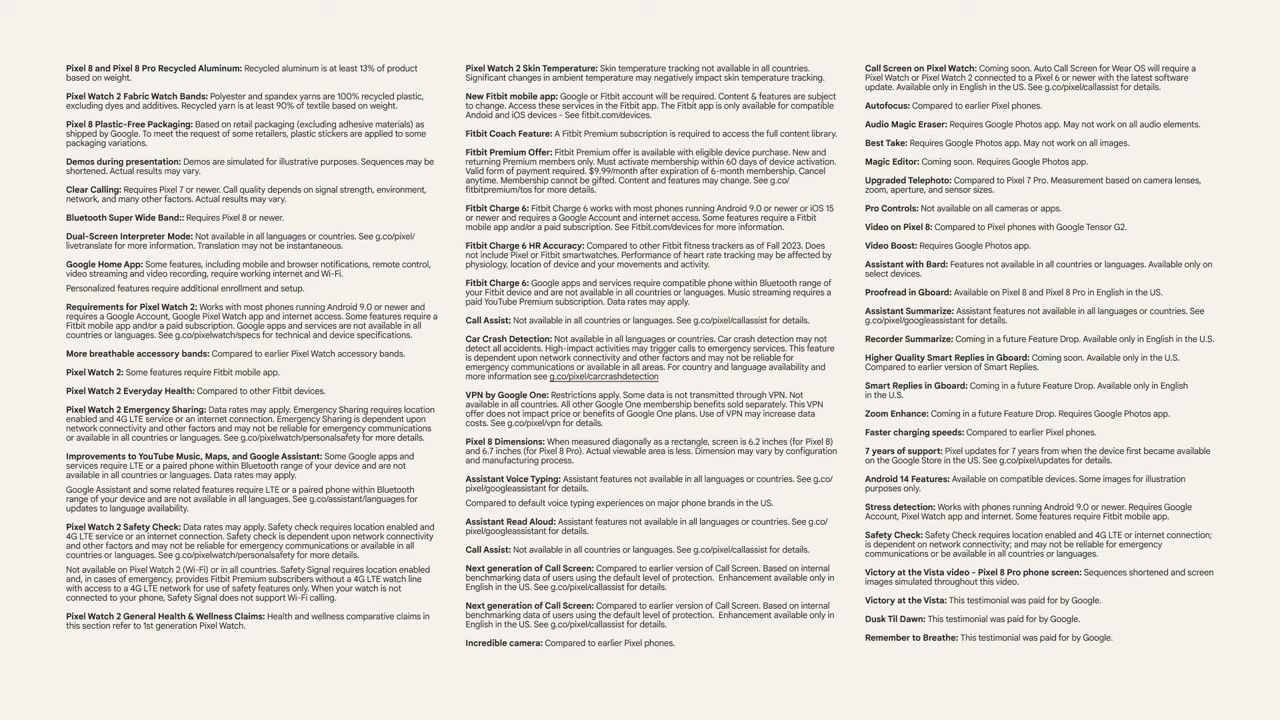 Pixel 8 and Pixel 8 Pro Recycled Aluminum: Recycled aluminum is at least 13% of product
based on weight.
Pixel Watch 2 Fabric Watch Bands: Polyester and spandex yarns are 100% recycled plastic,
excluding dyes and additives. Recycled yarn is at least 90% of textile based on weight.
Pixel 8 Plastic-Free Packaging: Based on retail packaging (excluding adhesive materials) as
shipped by Google. To meet the request of some retailers, plastic stickers are applied to some
packaging variations.
Demos during presentation: Demos are simulated for illustrative purposes. Sequences may be
shortened. Actual results may vary.
Clear Calling: Requires Pixel 7 or newer. Call quality depends on signal strength, environment,
network, and many other factors. Actual results may vary.
Bluetooth Super Wide Band:: Requires Pixel 8 or newer.
Dual-Screen Interpreter Mode: Not available in all languages or countries. See g.co/pixel/
livetranslate for more information. Translation may not be instantaneous.
Google Home App: Some features, including mobile and browser notifications, remote control,
video streaming and video recording, require working internet and Wi-Fi.
Personalized features require additional enrollment and setup.
Requirements for Pixel Watch 2: Works with most phones running Android 9.0 or newer and
requires a Google Account, Google Pixel Watch app and internet access. Some features require a
Fitbit mobile app and/or a paid subscription. Google apps and services are not available in all
countries or languages. See g.co/pixelwatch/specs for technical and device specifications.
More breathable accessory bands: Compared to earlier Pixel Watch accessory bands.
Pixel Watch 2: Some features require Fitbit mobile app.
Pixel Watch 2 Everyday Health: Compared to other Fitbit devices.
Pixel Watch 2 Emergency Sharing: Data rates may apply. Emergency Sharing requires location
enabled and 4G LTE service or an internet connection. Emergency Sharing is dependent upon
network connectivity and other factors and may not be reliable for emergency communications
or available in all countries or languages. See g.co/pixelwatch/personalsafety for more details.
Improvements to YouTube Music, Maps, and Google Assistant: Some Google apps and
services require LTE or a paired phone within Bluetooth range of your device and are not
available in all countries or languages. Data rates may apply.
Google Assistant and some related features require LTE or a paired phone within Bluetooth
range of your device and are not available in all languages. See g.co/assistant/languages for
updates to language availability.
Pixel Watch 2 Safety Check: Data rates may apply. Safety check requires location enabled and
4G LTE service or an internet connection. Safety check is dependent upon network connectivity
and other factors and may not be reliable for emergency communications or available in all
countries or languages. See g.co/pixelwatch/personalsafety for more details.
Not available on Pixel Watch 2 (Wi-Fi) or in all countries. Safety Signal requires location enabled
and, in cases of emergency, provides Fitbit Premium subscribers without a 4G LTE watch line
with access to a 4G LTE network for use of safety features only. When your watch is not
connected to your phone, Safety Signal does not support Wi-Fi calling.
Pixel Watch 2 General Health & Wellness Claims: Health and wellness comparative claims in
this section refer to 1st generation Pixel Watch.
Pixel Watch 2 Skin Temperature: Skin temperature tracking not available in all countries.
Significant changes in ambient temperature may negatively impact skin temperature tracking.
New Fitbit mobile app: Google or Fitbit account will be required. Content & features are subject
to change. Access these services in the Fitbit app. The Fitbit app is only available for compatible
Andoid and iOS devices - See fitbit.com/devices.
Fitbit Coach Feature: A Fitbit Premium subscription is required to access the full content library.
Fitbit Premium Offer: Fitbit Premium offer is available with eligible device purchase. New and
returning Premium members only. Must activate membership within 60 days of device activation.
Valid form of payment required. $9.99/month after expiration of 6-month membership. Cancel
anytime. Membership cannot be gifted. Content and features may change. See g.co/
fitbitpremium/tos for more details.
Fitbit Charge 6: Fitbit Charge 6 works with most phones running Android 9.0 or newer or iOS 15
or newer and requires a Google Account and internet access. Some features require a Fitbit
mobile app and/or a paid subscription. See Fitbit.com/devices for more information.
Fitbit Charge 6 HR Accuracy: Compared to other Fitbit fitness trackers as of Fall 2023. Does
not include Pixel or Fitbit smartwatches. Performance of heart rate tracking may be affected by
physiology, location of device and your movements and activity.
Fitbit Charge 6: Google apps and services require compatible phone within Bluetooth range of
your Fitbit device and are not available in all countries or languages. Music streaming requires a
paid YouTube Premium subscription. Data rates may apply.
Call Assist: Not available in all countries or languages. See g.co/pixel/callassist for details.
Car Crash Detection: Not available in all languages or countries. Car crash detection may not
detect all accidents. High-impact activities may trigger calls to emergency services. This feature
is dependent upon network connectivity and other factors and may not be reliable for
emergency communications or available in all areas. For country and language availability and
more information see g.co/pixel/carcrashdetection
VPN by Google One: Restrictions apply. Some data is not transmitted through VPN. Not
available in all countries. All other Google One membership benefits sold separately. This VPN
offer does not impact price or benefits of Google One plans. Use of VPN may increase data
costs. See g.co/pixel/vpn for details.
Pixel 8 Dimensions: When measured diagonally as a rectangle, screen is 6.2 inches (for Pixel 8)
and 6.7 inches (for Pixel 8 Pro). Actual viewable area is less. Dimension may vary by configuration
and manufacturing process.
Assistant Voice Typing: Assistant features not available in all languages or countries. See g.co/
pixel/googleassistant for details.
Compared to default voice typing experiences on major phone brands in the US.
Assistant Read Aloud: Assistant features not available in all languages or countries. See g.co/
pixel/googleassistant for details.
Call Assist: Not available in all countries or languages. See g.co/pixel/callassist for details.
Next generation of Call Screen: Compared to earlier version of Call Screen. Based on internal
benchmarking data of users using the default level of protection. Enhancement available only in
English in the US. See g.co/pixel/callassist for details.
Next generation of Call Screen: Compared to earlier version of Call Screen. Based on internal
benchmarking data of users using the default level of protection. Enhancement available only in
English in the US. See g.co/pixel/callassist for details.
Incredible camera: Compared to earlier Pixel phones.
Call Screen on Pixel Watch: Coming soon. Auto Call Screen for Wear OS will require a
Pixel Watch or Pixel Watch 2 connected to a Pixel 6 or newer with the latest software
update. Available only in English in the US. See g.co/pixel/callassist for details.
Autofocus: Compared to earlier Pixel phones.
Audio Magic Eraser: Requires Google Photos app. May not work on all audio elements.
Best Take: Requires Google Photos app. May not work on all images.
Magic Editor: Coming soon. Requires Google Photos app.
Upgraded Telephoto: Compared to Pixel 7 Pro. Measurement based on camera lenses,
zoom, aperture, and sensor sizes.
Pro Controls: Not available on all cameras or apps.
Video on Pixel 8: Compared to Pixel phones with Google Tensor G2.
Video Boost: Requires Google Photos app.
Assistant with Bard: Features not available in all countries or languages. Available only on
select devices.
Proofread in Gboard: Available on Pixel 8 and Pixel 8 Pro in English in the US.
Assistant Summarize: Assistant features not available in all languages or countries. See
g.co/pixel/googleassistant for details.
Recorder Summarize: Coming in a future Feature Drop. Available only in English in the U.S.
Higher Quality Smart Replies in Gboard: Coming soon. Available only in the U.S.
Compared to earlier version of Smart Replies.
Smart Replies in Gboard: Coming in a future Feature Drop. Available only in English
in the U.S.
Zoom Enhance: Coming in a future Feature Drop. Requires Google Photos app.
Faster charging speeds: Compared to earlier Pixel phones.
7 years of support: Pixel updates for 7 years from when the device first became available
on the Google Store in the US. See g.co/pixel/updates for details.
Android 14 Features: Available on compatible devices. Some images for illustration
purposes only.
Stress detection: Works with phones running Android 9.0 or newer. Requires Google
Account, Pixel Watch app and internet. Some features require Fitbit mobile app.
Safety Check: Safety Check requires location enabled and 4G LTE or internet connection;
is dependent on network connectivity; and may not be reliable for emergency
communications or be available in all countries or languages.
Victory at the Vista video - Pixel 8 Pro phone screen: Sequences shortened and screen
images simulated throughout this video.
Victory at the Vista: This testimonial was paid for by Google.
Dusk Til Dawn: This testimonial was paid for by Google.
Remember to Breathe: This testimonial was paid for by Google.